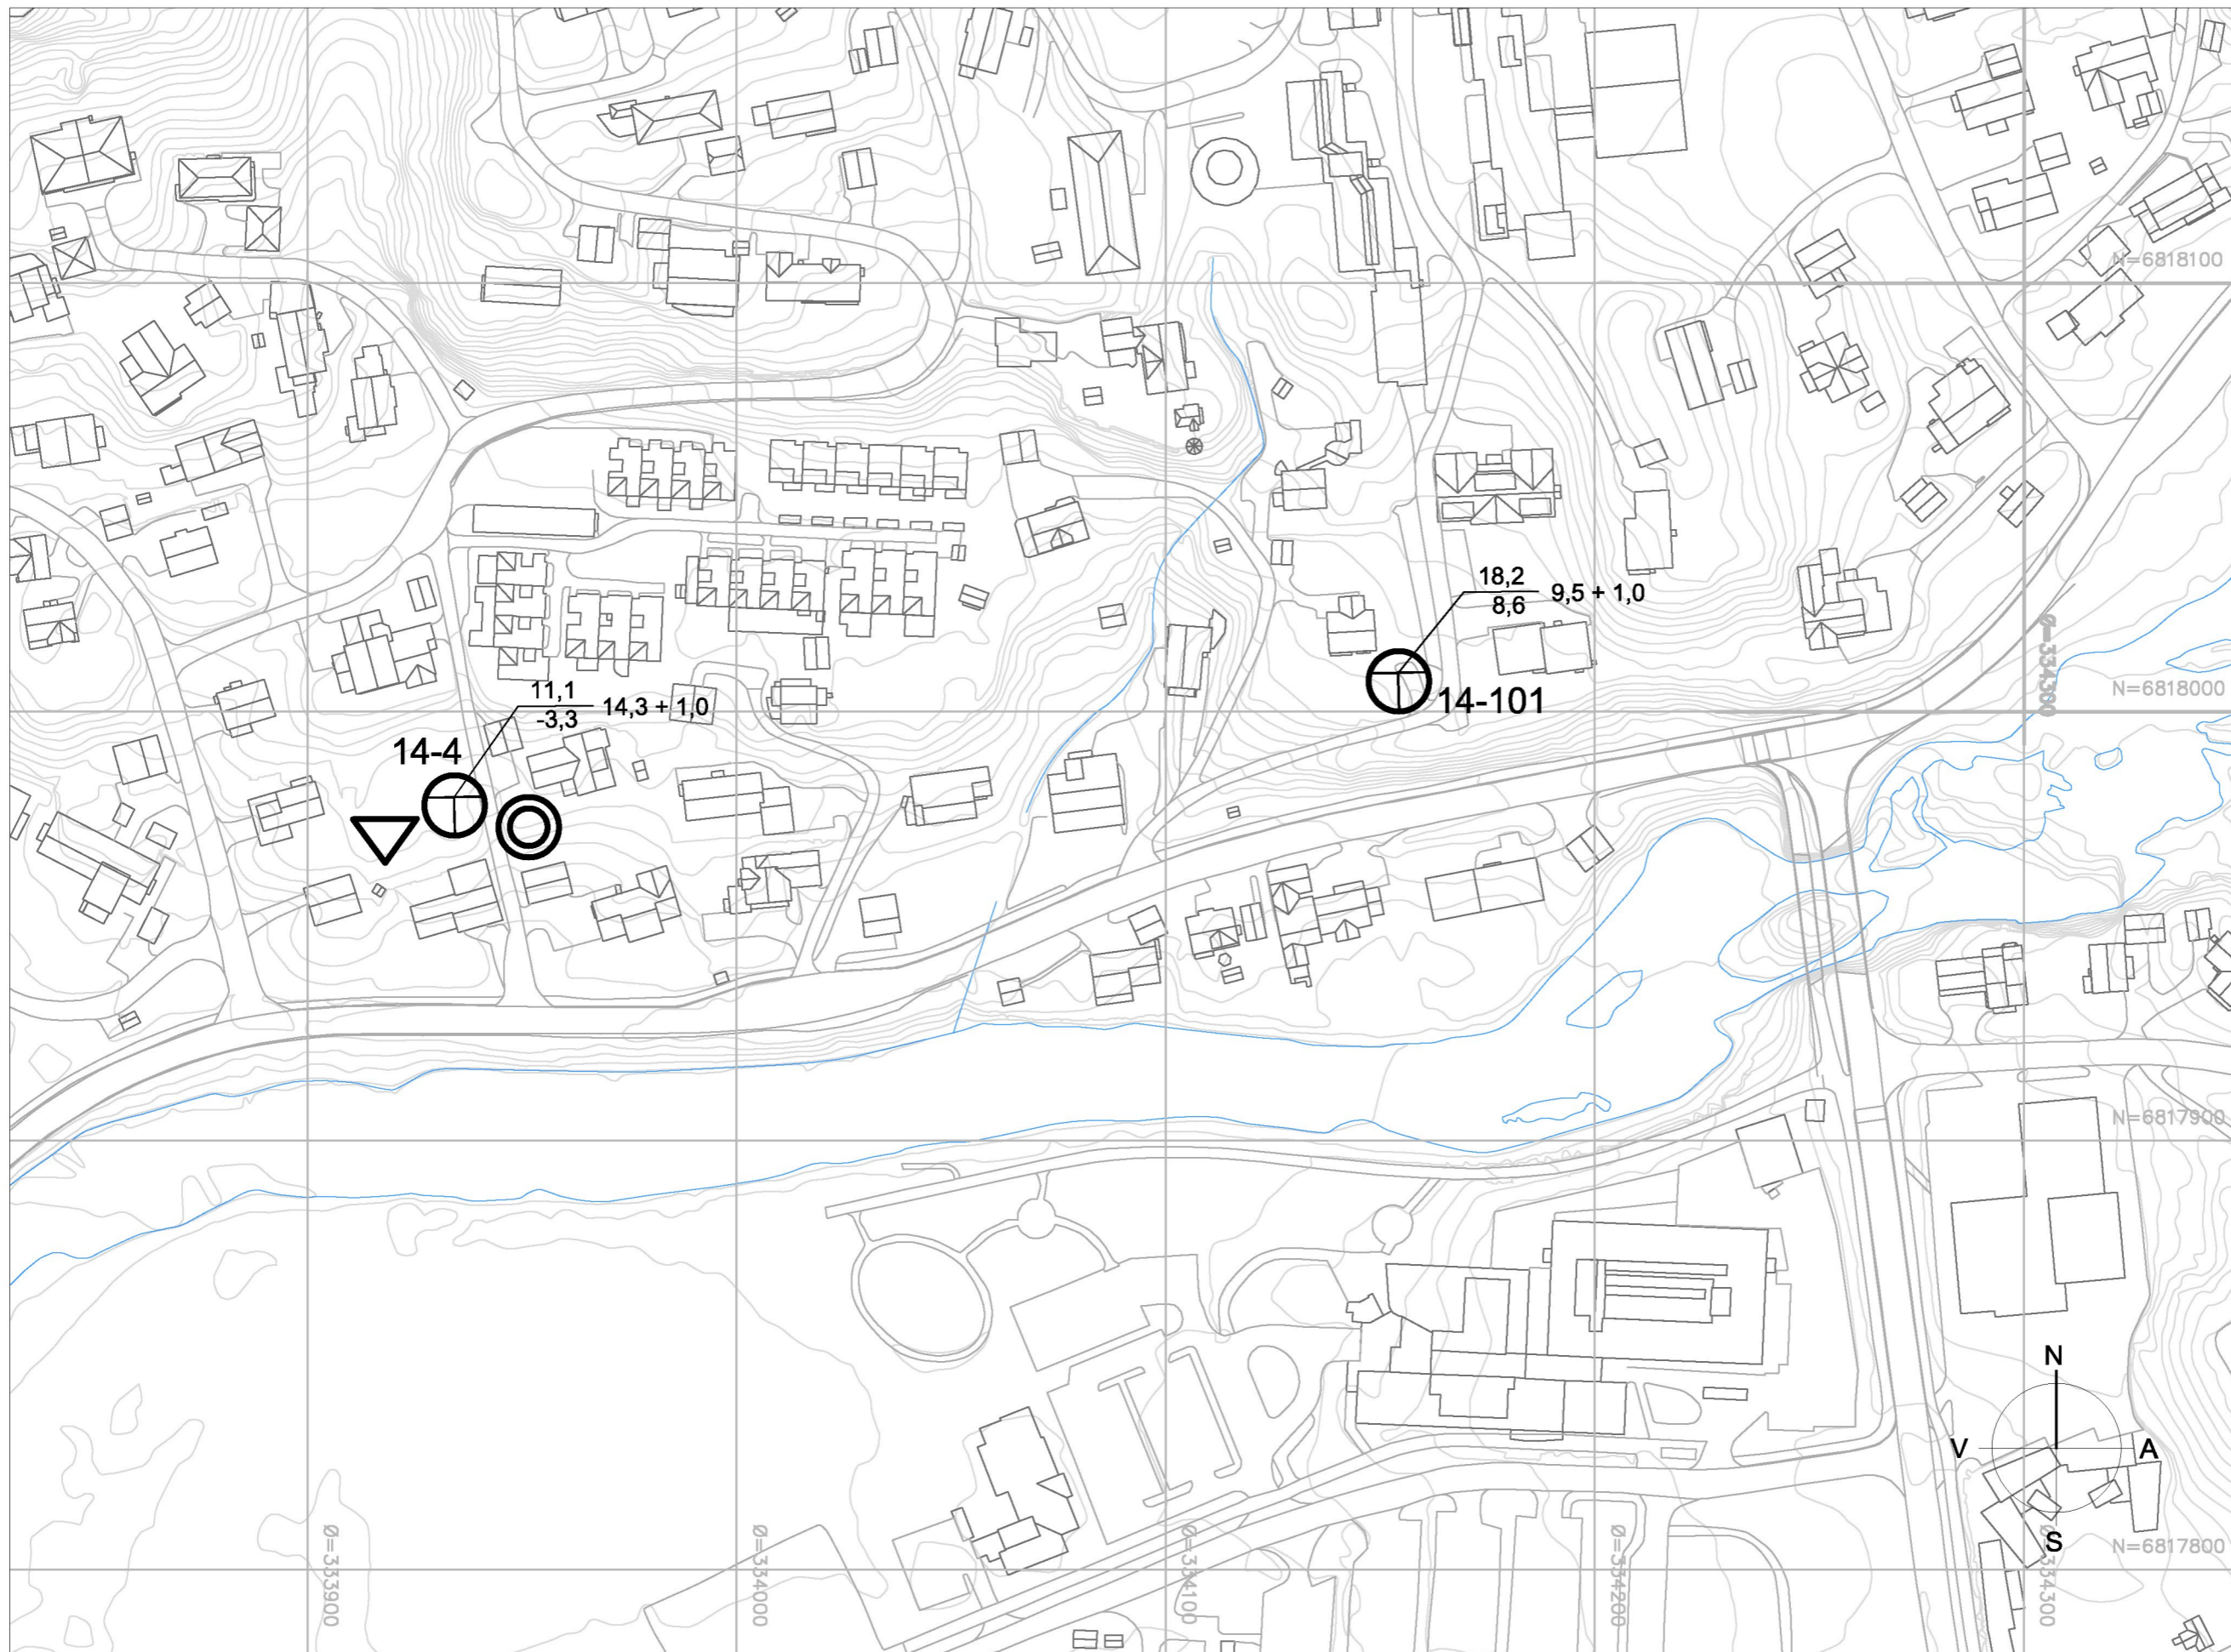 N=6818100
18,2
8,6
9,5 + 1,0
14-101
Ø=334300
N=6818000
11,1
-3,3
14,3 + 1,0
14-4
N=6817900
N
V
A
S
Ø=333900
Ø=334000
Ø=334100
Ø=334200
Ø=334300
N=6817800